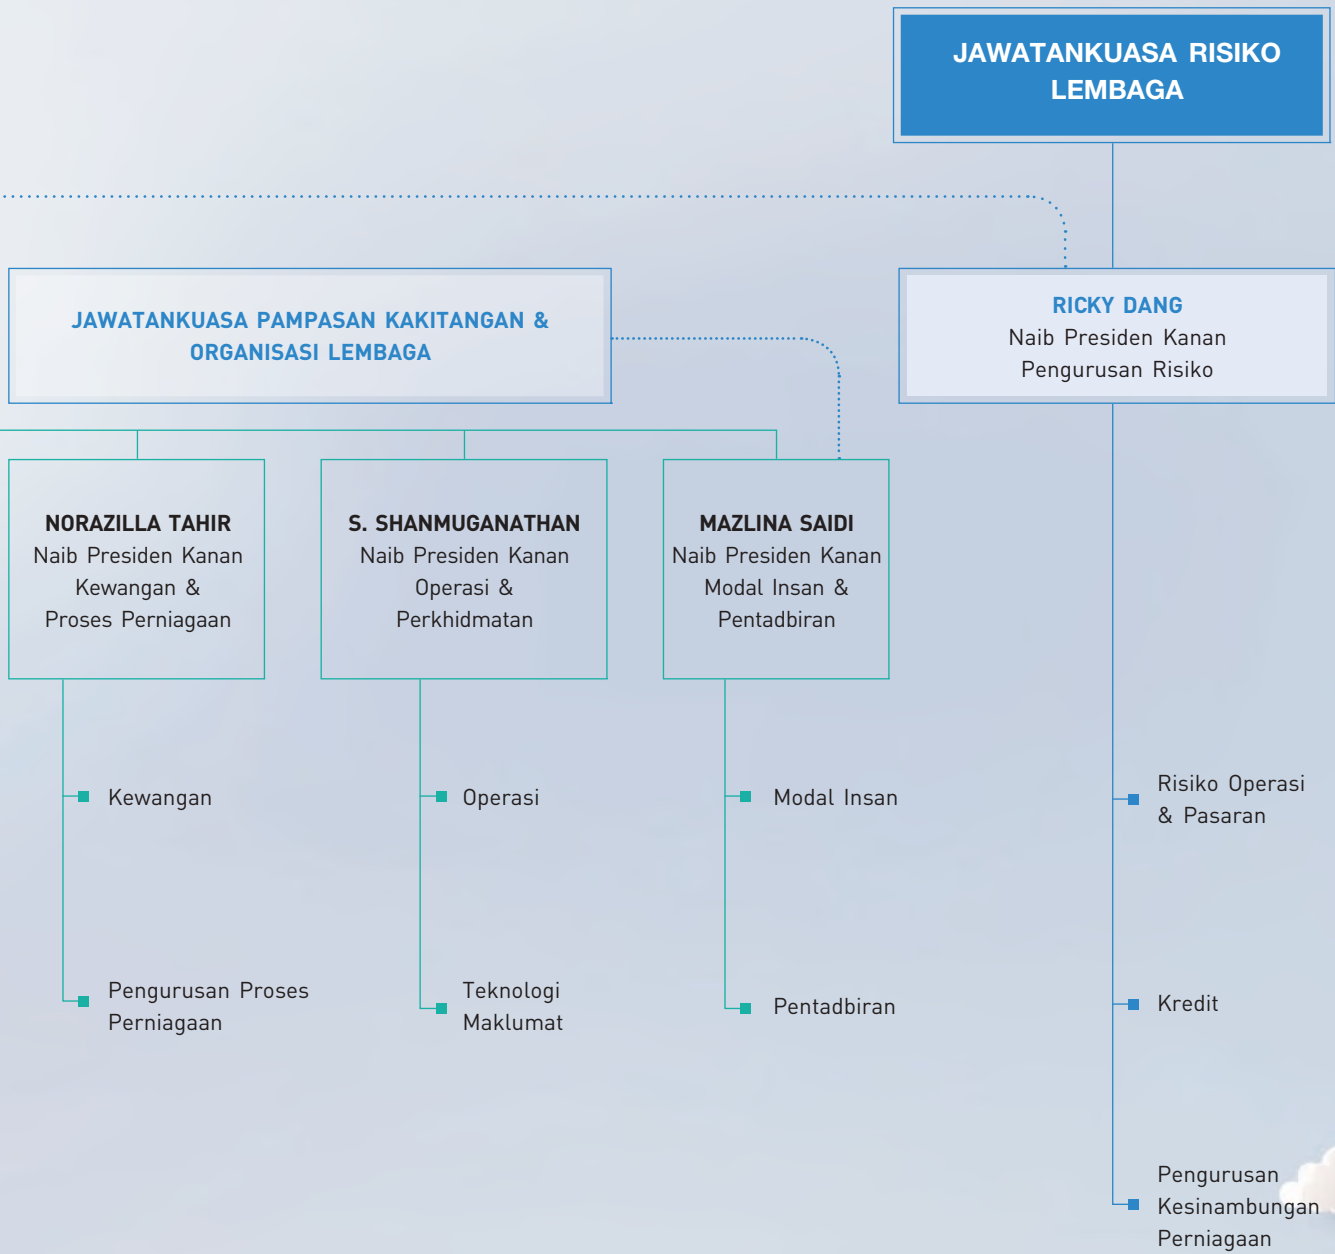 JAWATANKUASA RISIKO
LEMBAGA
JAWATANKUASA PAMPASAN KAKITANGAN &
ORGANISASI LEMBAGA
RICKY DANG
Naib Presiden Kanan
Pengurusan Risiko
NORAZILLA TAHIR
Naib Presiden Kanan
Kewangan &
Proses Perniagaan
S. SHANMUGANATHAN
Naib Presiden Kanan
Operasi &
Perkhidmatan
MAZLINA SAIDI
Naib Presiden Kanan
Modal Insan &
Pentadbiran
Kewangan
Pengurusan Proses
Perniagaan
Operasi
Teknologi
Maklumat
Modal Insan
Pentadbiran
Risiko Operasi
& Pasaran
Kredit
Pengurusan
Kesinambungan
Perniagaan